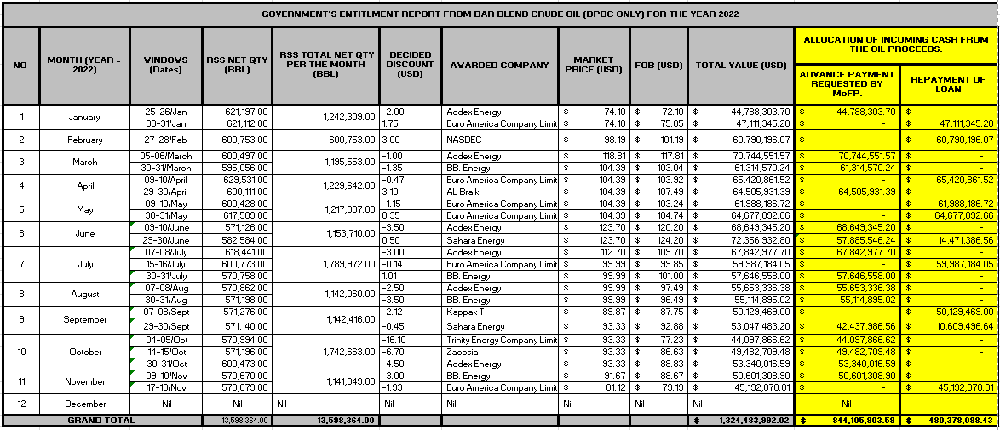 GOVERNMENT'S ENTITLMENT REPORT FROM DAR BLEND CRUDE OIL (DPOC ONLY) FOR THE YEAR 2022
NO MONTH (YEAR = 2022) WINDOWS (Dates) RSS NET QTY (BBL) RSS TOTAL NET QTY PER THE MONTH (BBL) DECIDED DISCOUNT (USD) AWARDED COMPANY MARKET PRICE (USD) FOB (USD) TOTAL VALUE (USD) ALLOCATION OF INCOMING CASH FROM THE OIL PROCEEDS.
ADVANCE PAYMENT REQUESTED BY MoFP. REPAYMENT OF LOAN
1 January 25-26/Jan 621,197.00 1,242,309.00 -2.00 Addex Energy $ 74.10 $ 72.10 $ 44,788,303.70 $ 44,788,303.70 $ -
30-31/Jan 621,112.00 1.75 Euro America Company Limit $ 74.10 $ 75.85 $ 47,111,345.20 $ - $ 47,111,345.20
2 February 27-28/Feb 600,753.00 600,753.00 3.00 NASDEC $ 98.19 $ 101.19 $ 60,790,196.07 $ - $ 60,790,196.07
3 March 05-06/March 600,497.00 1,195,553.00 -1.00 Addex Energy $ 118.81 $ 117.81 $ 70,744,551.57 $ 70,744,551.57 $ -
30-31/March 595,056.00 -1.35 BB. Energy $ 104.39 $ 103.04 $ 61,314,570.24 $ 61,314,570.24 $ -
4 April 09-10/April 629,531.00 1,229,642.00 -0.47 Euro America Company Limit $ 104.39 $ 103.92 $ 65,420,861.52 $ - $ 65,420,861.52
29-30/April 600,111.00 3.10 AL Braik $ 104.39 $ 107.49 $ 64,505,931.39 $ 64,505,931.39 $ -
5 May 09-10/May 600,428.00 1,217,937.00 -1.15 Euro America Company Limit $ 104.39 $ 103.24 $ 61,988,186.72 $ - $ 61,988,186.72
30-31/May 617,509.00 0.35 Euro America Company Limit $ 104.39 $ 104.74 $ 64,677,892.66 $ - $ 64,677,892.66
6 June 09-10/June 571,126.00 1,153,710.00 -3.50 Addex Energy $ 123.70 $ 120.20 $ 68,649,345.20 $ 68,649,345.20 $ -
29-30/June 582,584.00 0.50 Sahara Energy $ 123.70 $ 124.20 $ 72,356,932.80 $ 57,885,546.24 $ 14,471,386.56
7 July 07-08/July 618,441.00 1,789,972.00 -3.00 Addex Energy $ 112.70 $ 109.70 $ 67,842,977.70 $ 67,842,977.70 $ -
15-16/July 600,773.00 -0.14 Euro America Company Limit $ 99.99 $ 99.85 $ 59,987,184.05 $ - $ 59,987,184.05
30-31/July 570,758.00 1.01 BB. Energy $ 99.99 $ 101.00 $ 57,646,558.00 $ 57,646,558.00 $ -
8 August 07-08/Aug 570,862.00 1,142,060.00 -2.50 Addex Energy $ 99.99 $ 97.49 $ 55,653,336.38 $ 55,653,336.38 $ -
30-31/Aug 571,198.00 -3.50 BB. Energy $ 99.99 $ 96.49 $ 55,114,895.02 $ 55,114,895.02 $ -
9 September 07-08/Sept 571,276.00 1,142,416.00 -2.12 Kappak T $ 89.87 $ 87.75 $ 50,129,469.00 $ - $ 50,129,469.00
29-30/Sept 571,140.00 -0.45 Sahara Energy $ 93.33 $ 92.88 $ 53,047,483.20 $ 42,437,986.56 $ 10,609,496.64
10 October 04-05/Oct 570,994.00 1,742,663.00 -16.10 Trinity Energy Company Limit $ 93.33 $ 77.23 $ 44,097,866.62 $ 44,097,866.62 $ -
14-15/Oct 571,196.00 -6.70 Zacosia $ 93.33 $ 86.63 $ 49,482,709.48 $ 49,482,709.48 $ -
30-31/Oct 600,473.00 -4.50 Addex Energy $ 93.33 $ 88.83 $ 53,340,016.59 $ 53,340,016.59 $ -
11 November 09-10/Nov 570,670.00 1,141,349.00 -3.00 BB. Energy $ 91.67 $ 88.67 $ 50,601,308.90 $ 50,601,308.90 $ -
17-18/Nov 570,679.00 -1.93 Euro America Company Limit $ 81.12 $ 79.19 $ 45,192,070.01 $ - $ 45,192,070.01
12 December Nil Nil Nil Nil Nil Nil Nil Nil Nil -
GRAND TOTAL 13,598,364.00 13,598,364.00 $ 1,324,483,992.02 $ 844,105,903.59 $ 480,378,088.43